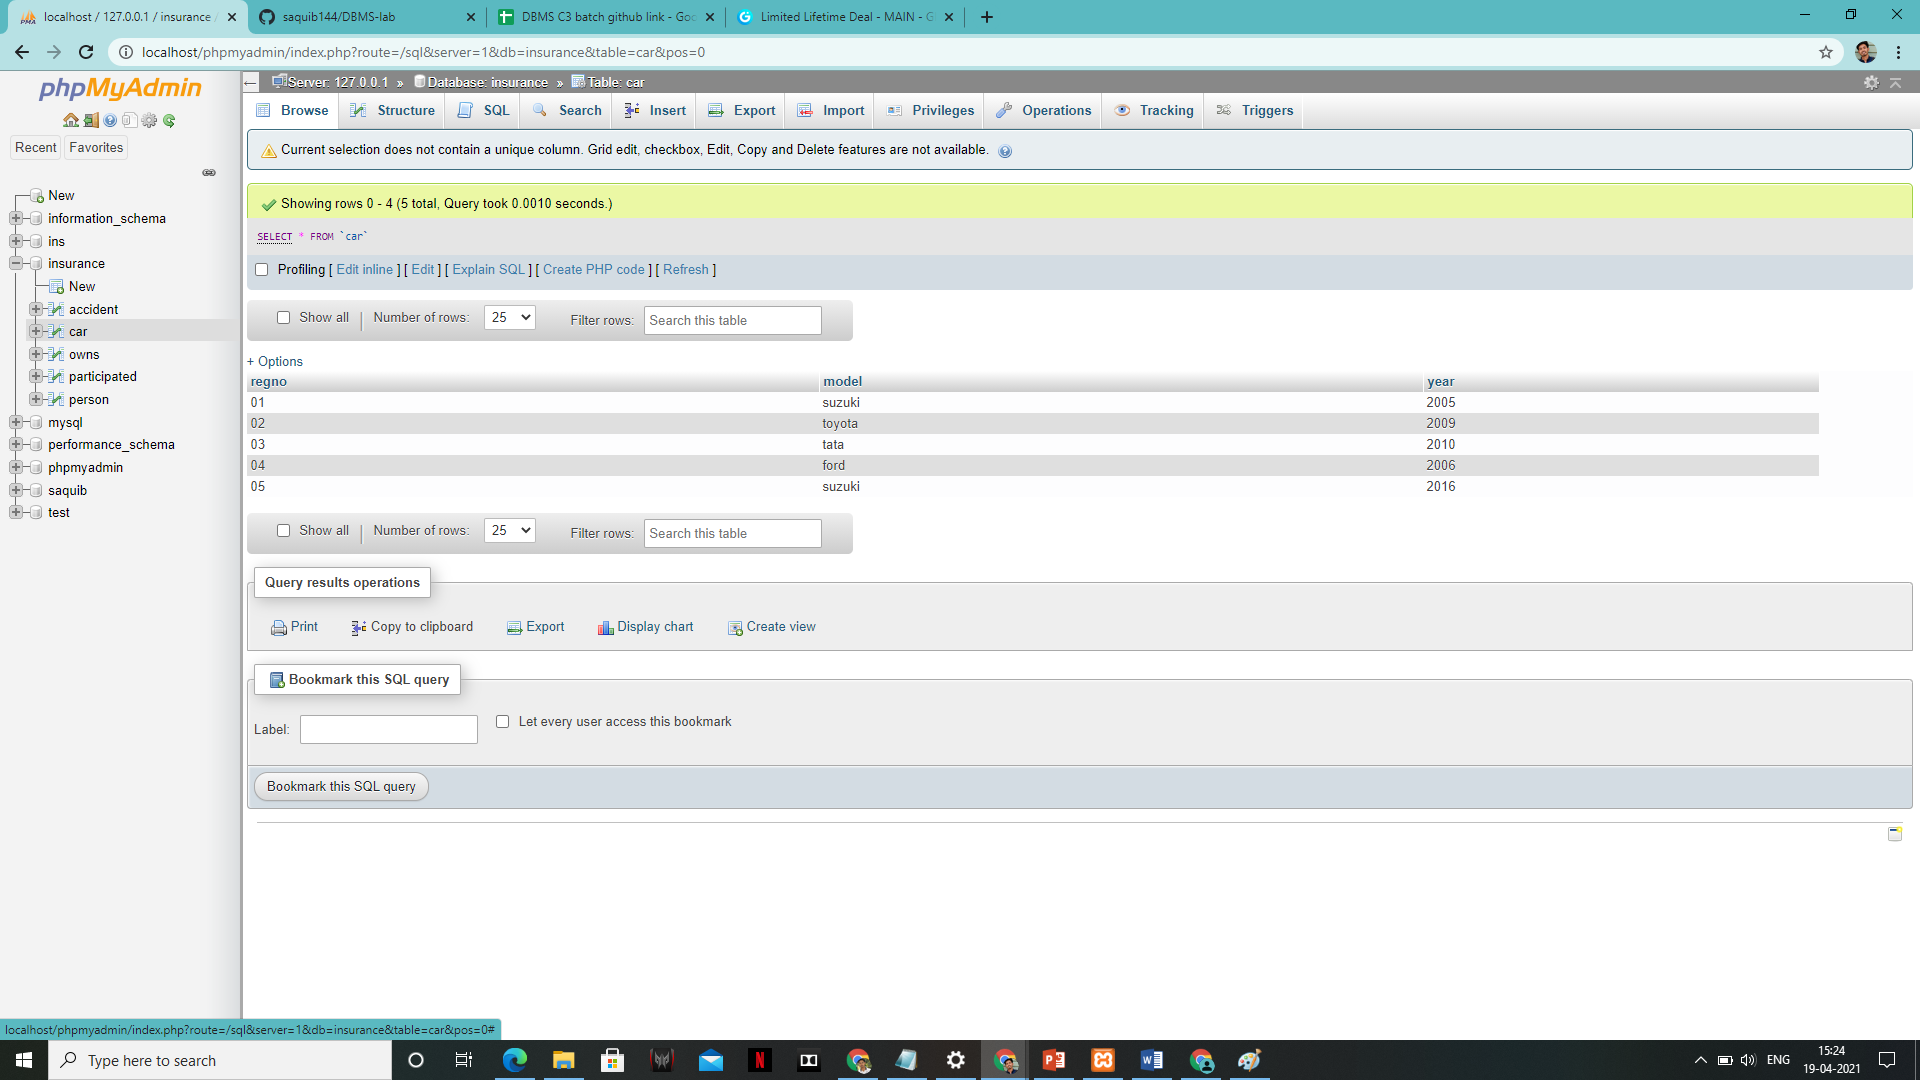 localhost / 127.0.0.1 / insurance /
saquib144/DBMS-lab
DBMS C3 batch github link - Goo
Limited Lifetime Deal - MAIN - G
localhost/phpmyadmin/index.php?route=/sql&server=1&db=insurance&table=car&pos=0
phpMyAdmin
Recent
Favorites
New
information_schema
ins
insurance
New
accident
car
owns
participated
person
mysql
performance_schema
phpmyadmin
saquib
test
Server: 127.0.0.1 » Database: insurance » Table: car
Browse
Structure
SQL
Search
Insert
Export
Import
Privileges
Operations
Tracking
Triggers
Current selection does not contain a unique column. Grid edit, checkbox, Edit, Copy and Delete features are not available.
Showing rows 0 - 4 (5 total, Query took 0.0010 seconds.)
SELECT * FROM `car`
Profiling [ Edit inline ] [ Edit ] [ Explain SQL ] [ Create PHP code ] [ Refresh ]
Show all | Number of rows: 25 Filter rows: Search this table
+ Options
regno model year
01 suzuki 2005
02 toyota 2009
03 tata 2010
04 ford 2006
05 suzuki 2016
Show all | Number of rows: 25 Filter rows: Search this table
Query results operations
Print Copy to clipboard Export Display chart Create view
Bookmark this SQL query
Label: Let every user access this bookmark
Bookmark this SQL query
localhost/phpmyadmin/index.php?route=/sql&server=1&db=insurance&table=car&pos=0#
Type here to search
ENG
15:24
19-04-2021